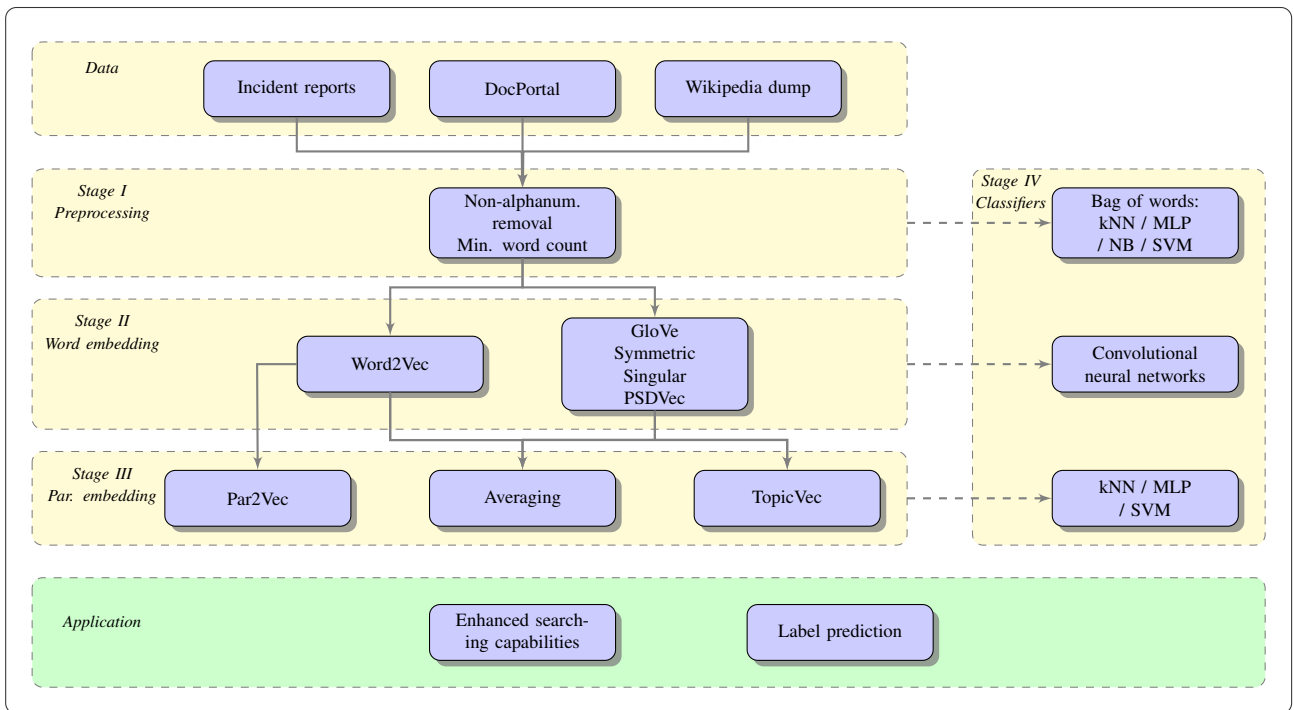 Data
Incident reports
DocPortal
Wikipedia dump
Stage I
Preprocessing
Non-alphanum.
removal
Min. word count
Stage IV
Classifiers
Bag of words:
kNN / MLP
/ NB / SVM
Stage II
Word embedding
Word2Vec
GloVe
Symmetric
Singular
PSDVec
Convolutional
neural networks
Stage III
Par. embedding
Par2Vec
Averaging
TopicVec
kNN / MLP
/ SVM
Application
Enhanced search-
ing capabilities
Label prediction